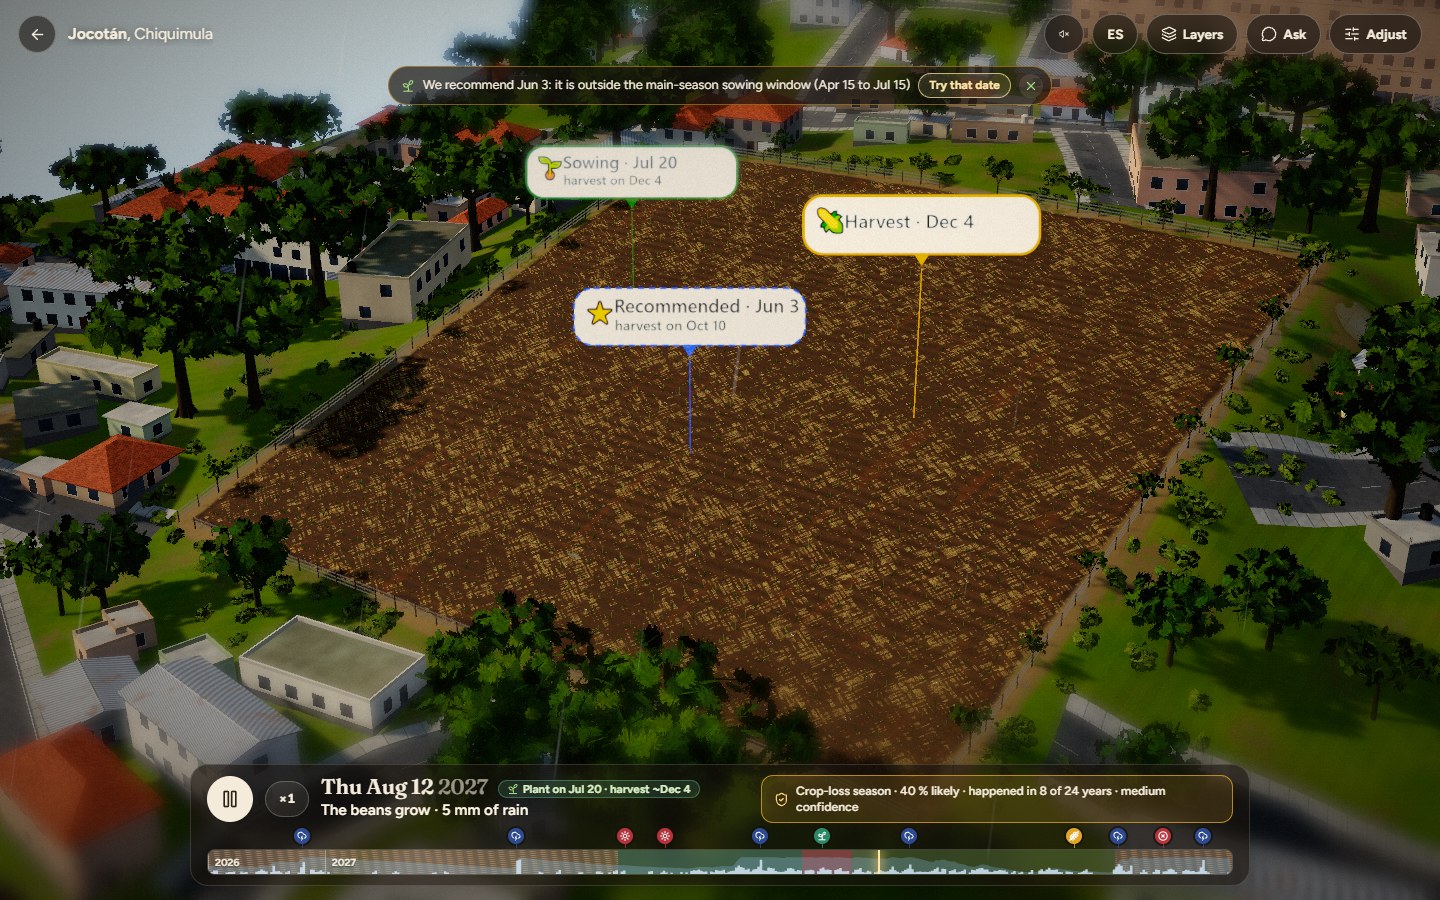 Jocotán, Chiquimula
ES
Layers
Ask
Adjust
We recommend Jun 3: it is outside the main-season sowing window (Apr 15 to Jul 15)
Try that date
Sowing · Jul 20
harvest on Dec 4
Harvest · Dec 4
Recommended · Jun 3
harvest on Oct 10
×1
Thu Aug 12 2027
Plant on Jul 20 · harvest ~Dec 4
The beans grow · 5 mm of rain
Crop-loss season · 40 % likely · happened in 8 of 24 years · medium
confidence
2026
2027